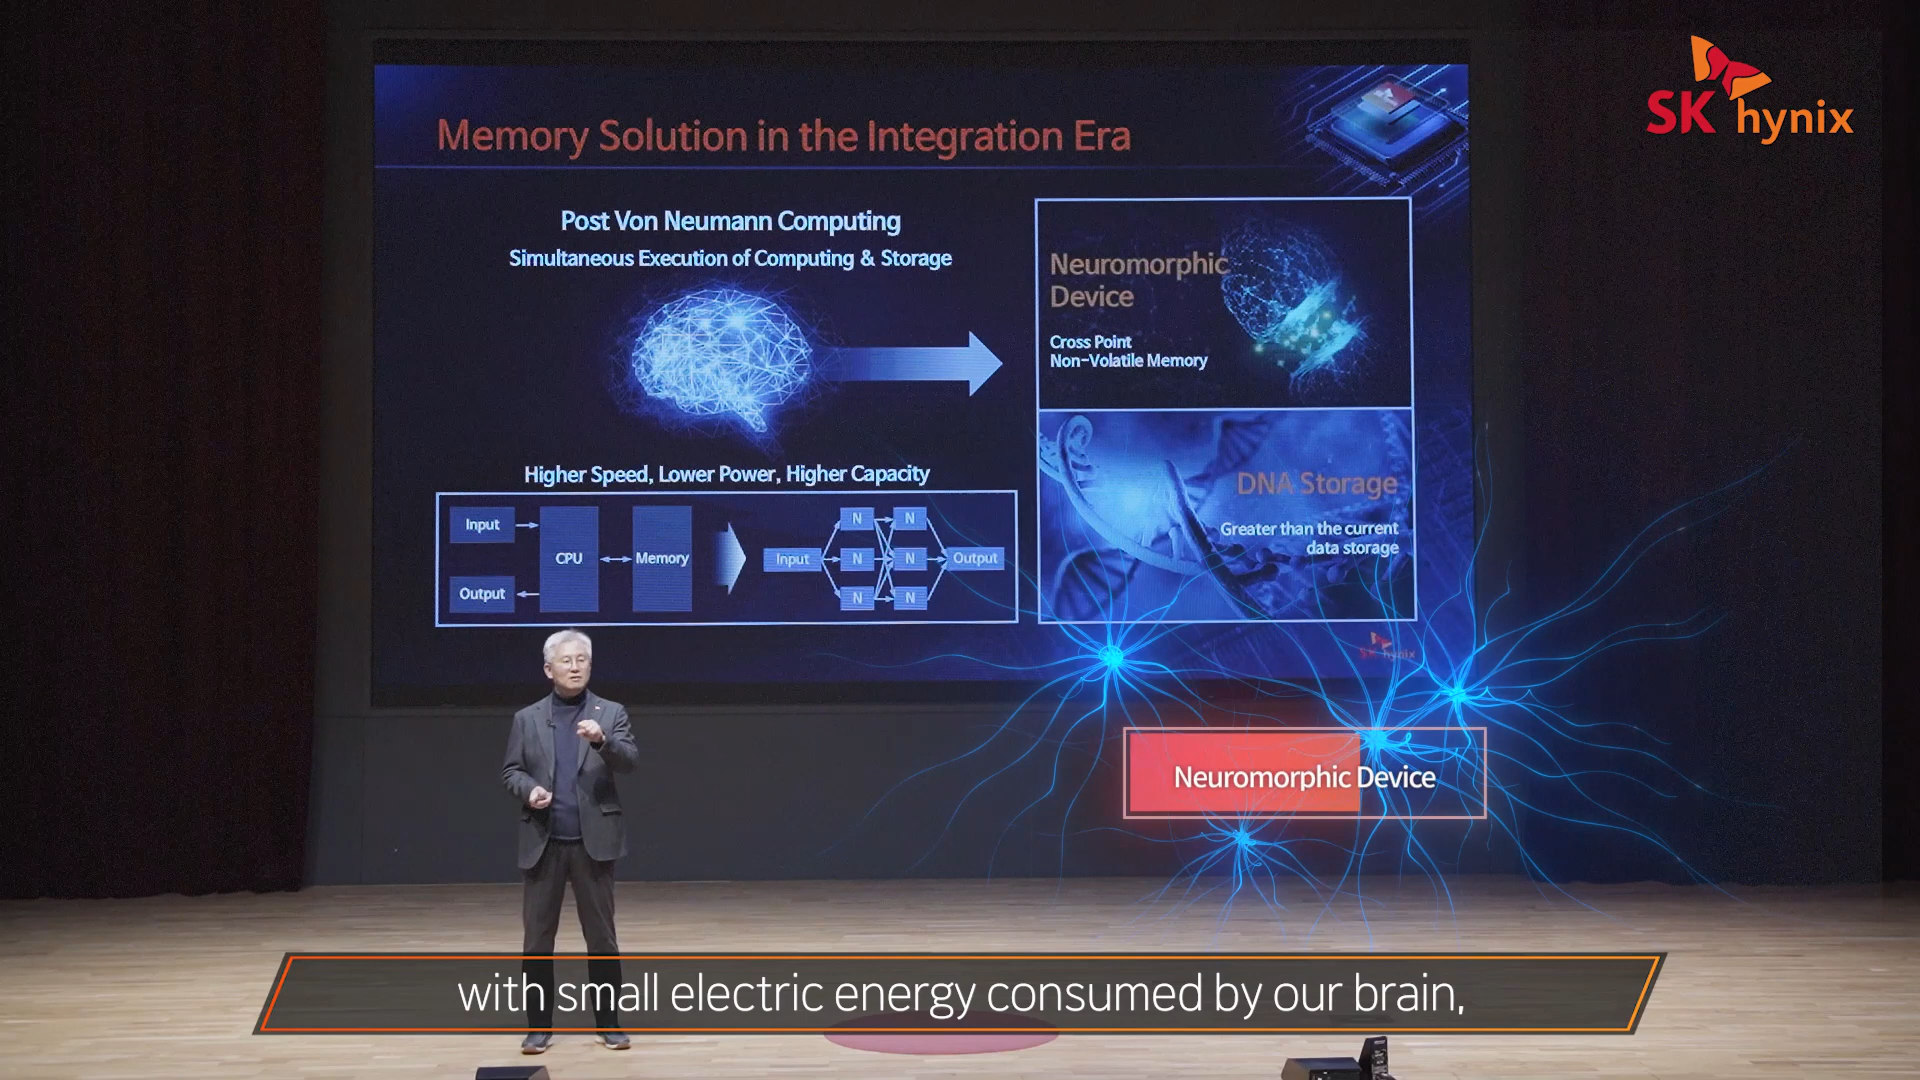 SK hynix
Memory Solution in the Integration Era
Post Von Neumann Computing
Simultaneous Execution of Computing & Storage
Higher Speed, Lower Power, Higher Capacity
Input
Output
CPU
Memory
Input
N
N
N
N
N
N
Output
Neuromorphic
Device
Cross Point
Non-Volatile Memory
DNA Storage
Greater than the current
data storage
SK hynix
Neuromorphic Device
with small electric energy consumed by our brain,